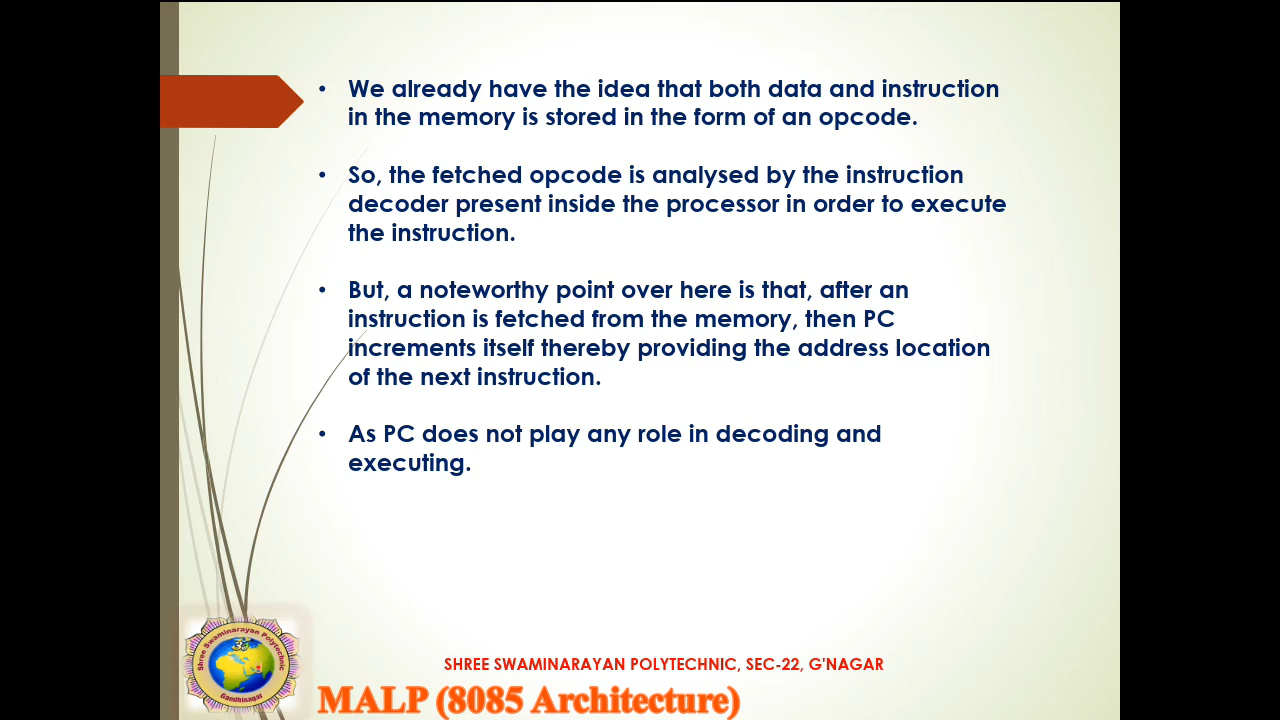 • We already have the idea that both data and instruction
in the memory is stored in the form of an opcode.
• So, the fetched opcode is analysed by the instruction
decoder present inside the processor in order to execute
the instruction.
• But, a noteworthy point over here is that, after an
instruction is fetched from the memory, then PC
increments itself thereby providing the address location
of the next instruction.
• As PC does not play any role in decoding and
executing.
Shree Swaminarayan Polytechnic
Gandhinagar
SHREE SWAMINARAYAN POLYTECHNIC, SEC-22, G'NAGAR
MALP (8085 Architecture)